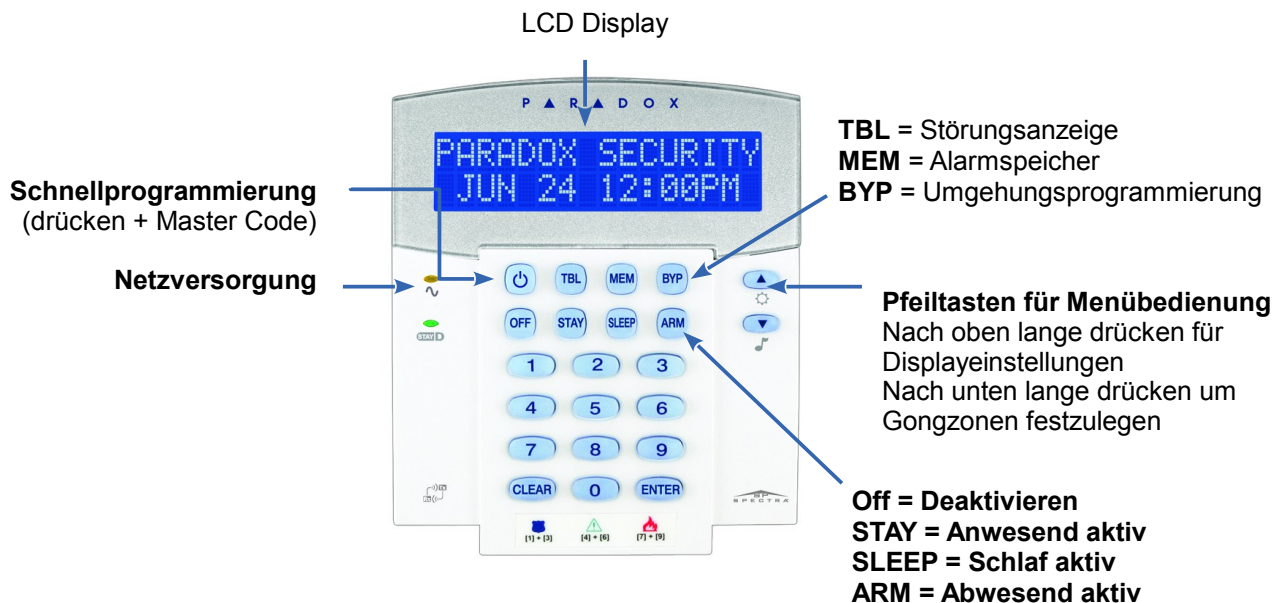 LCD Display
PARADOX
PARADOX SECURITY
JUN 24 12:00PM
Schnellprogrammierung
(drücken + Master Code)
Netzversorgung
TBL = Störungsanzeige
MEM = Alarmspeicher
BYP = Umgehungsprogrammierung
TBL MEM BYP
OFF STAY SLEEP ARM
STAY D
1 2 3
4 5 6
7 8 9
CLEAR 0 ENTER
[1] + [3] [4] + [6] [7] + [9]
SP
SPECTRA
Pfeiltasten für Menübedienung
Nach oben lange drücken für
Displayeinstellungen
Nach unten lange drücken um
Gongzonen festzulegen
Off = Deaktivieren
STAY = Anwesend aktiv
SLEEP = Schlaf aktiv
ARM = Abwesend aktiv